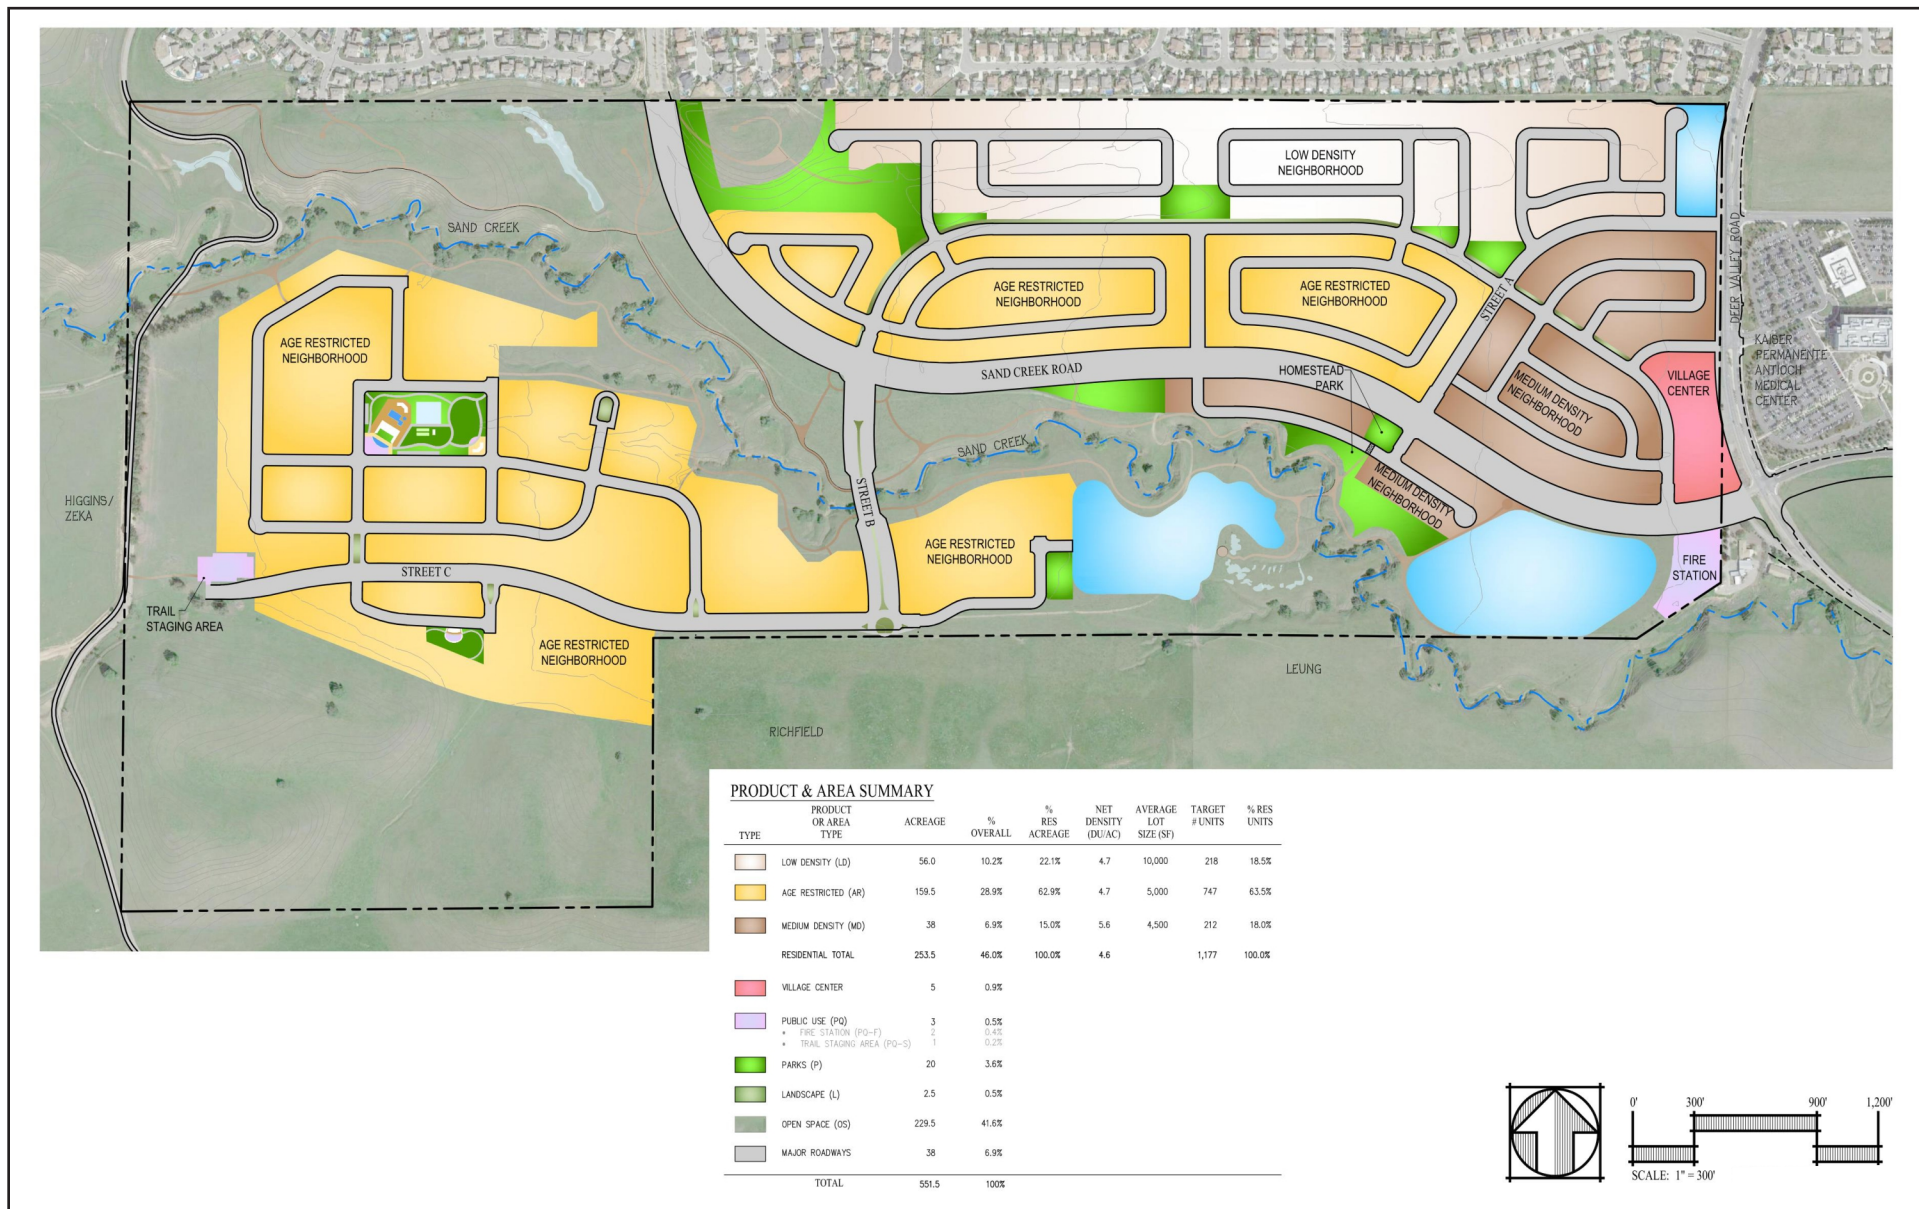 SAND CREEK
LOW DENSITY
NEIGHBORHOOD
DEER VALLEY ROAD
AGE RESTRICTED
NEIGHBORHOOD
AGE RESTRICTED
NEIGHBORHOOD
STREET A
AGE RESTRICTED
NEIGHBORHOOD
KAISER
PERMANENTE
ANTIOCH
MEDICAL
CENTER
SAND CREEK ROAD
HOMESTEAD
PARK
VILLAGE
CENTER
MEDIUM DENSITY
NEIGHBORHOOD
SAND CREEK
MEDIUM DENSITY
NEIGHBORHOOD
HIGGINS/
ZEKA
STREET B
AGE RESTRICTED
NEIGHBORHOOD
FIRE
STATION
STREET C
TRAIL
STAGING AREA
AGE RESTRICTED
NEIGHBORHOOD
LEUNG
RICHFIELD
PRODUCT & AREA SUMMARY
TYPE PRODUCT OR AREA TYPE ACREAGE % OVERALL % RES ACREAGE NET DENSITY (DU/AC) AVERAGE LOT SIZE (SF) TARGET # UNITS % RES UNITS
LOW DENSITY (LD) 56.0 10.2% 22.1% 4.7 10,000 218 18.5%
AGE RESTRICTED (AR) 159.5 28.9% 62.9% 4.7 5,000 747 63.5%
MEDIUM DENSITY (MD) 38 6.9% 15.0% 5.6 4,500 212 18.0%
RESIDENTIAL TOTAL 253.5 46.0% 100.0% 4.6 1,177 100.0%
VILLAGE CENTER 5 0.9%
PUBLIC USE (PQ) 3 0.5%
* FIRE STATION (PQ-F) 2 0.4%
* TRAIL STAGING AREA (PQ-S) 1 0.2%
PARKS (P) 20 3.6%
LANDSCAPE (L) 2.5 0.5%
OPEN SPACE (OS) 229.5 41.6%
MAJOR ROADWAYS 38 6.9%
TOTAL 551.5 100%
0' 300' 900' 1,200'
SCALE: 1" = 300'